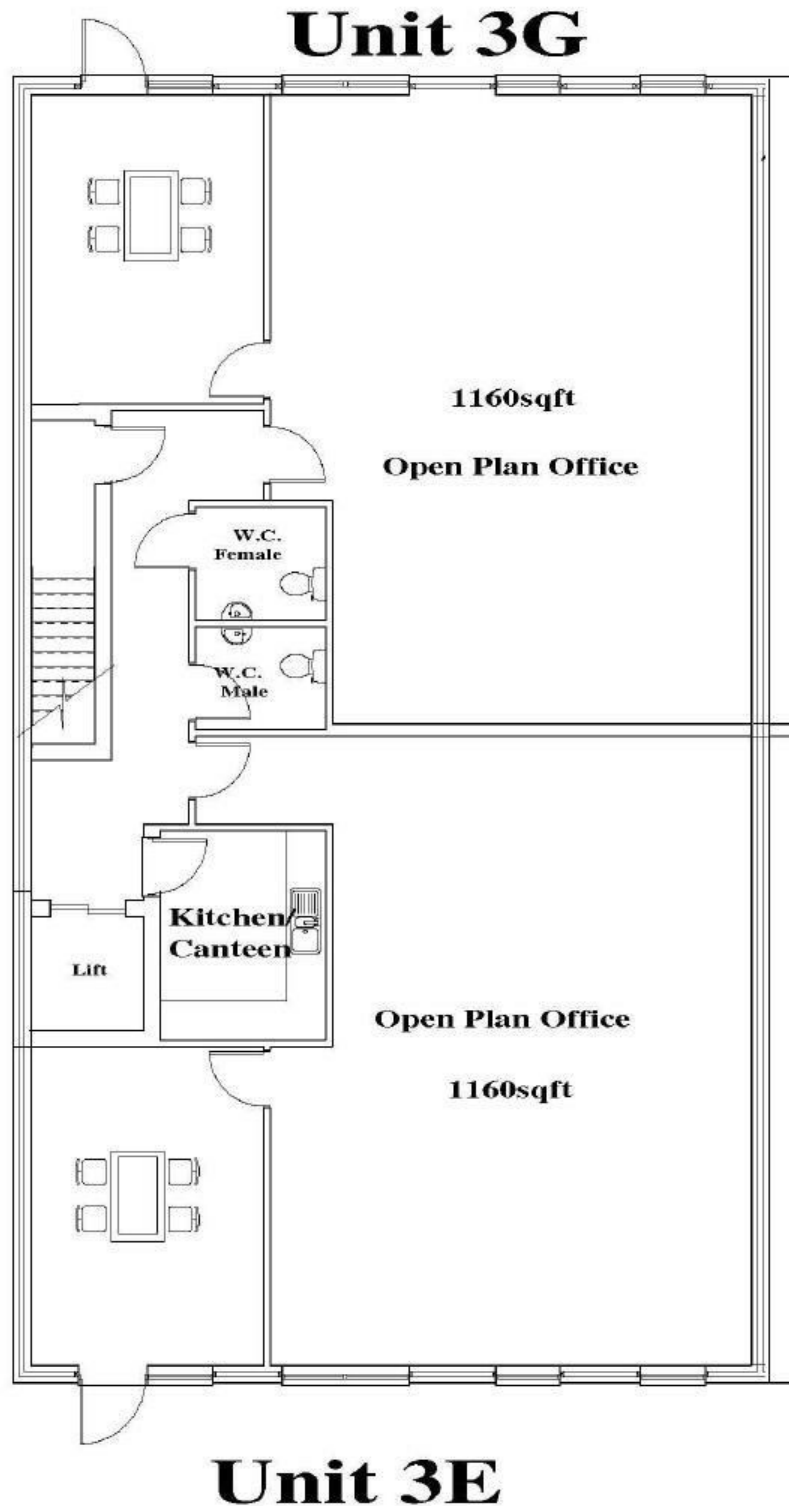 Unit 3G
1160sqft
Open Plan Office
W.C.
Female
W.C.
Male
Kitchen/
Canteen
Lift
Open Plan Office
1160sqft
Unit 3E